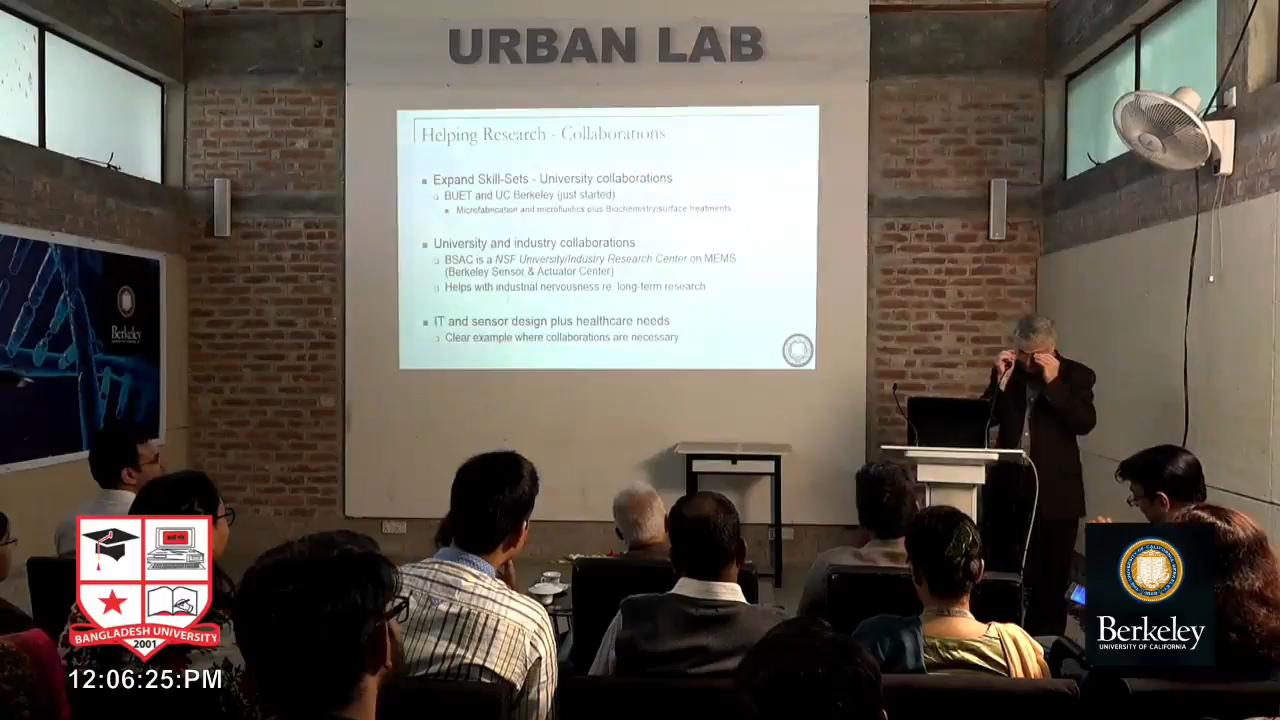 URBAN LAB
Helping Research - Collaborations
Expand Skill-Sets - University collaborations
BUET and UC Berkeley (just started)
Microfabrication and microfluidics plus Biochemistry/surface treatments
University and industry collaborations
BSAC is a NSF University/Industry Research Center on MEMS
(Berkeley Sensor & Actuator Center)
Helps with industrial nervousness re. long-term research
IT and sensor design plus healthcare needs
Clear example where collaborations are necessary
Berkeley
BANGLADESH UNIVERSITY
2001
12:06:25:PM
Berkeley
UNIVERSITY OF CALIFORNIA